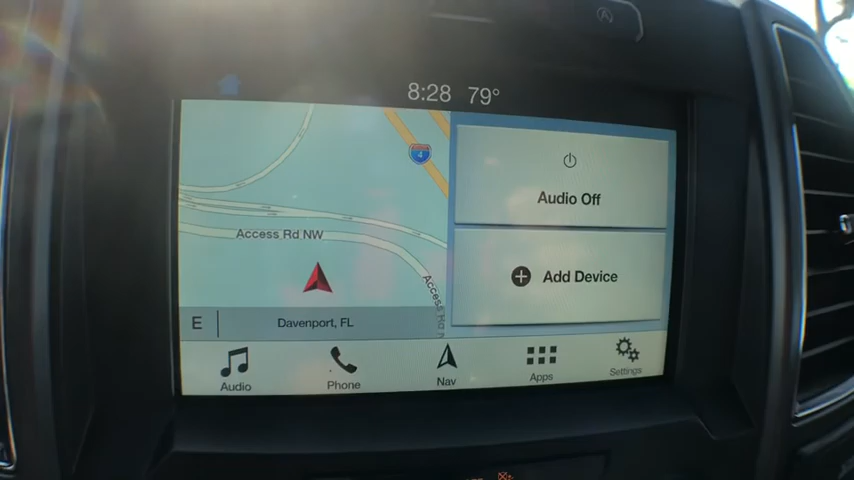 8:28 79°
4
Access Rd NW
Access Rd N
E
Davenport, FL
Audio Off
Add Device
Audio
Phone
Nav
Apps
Settings